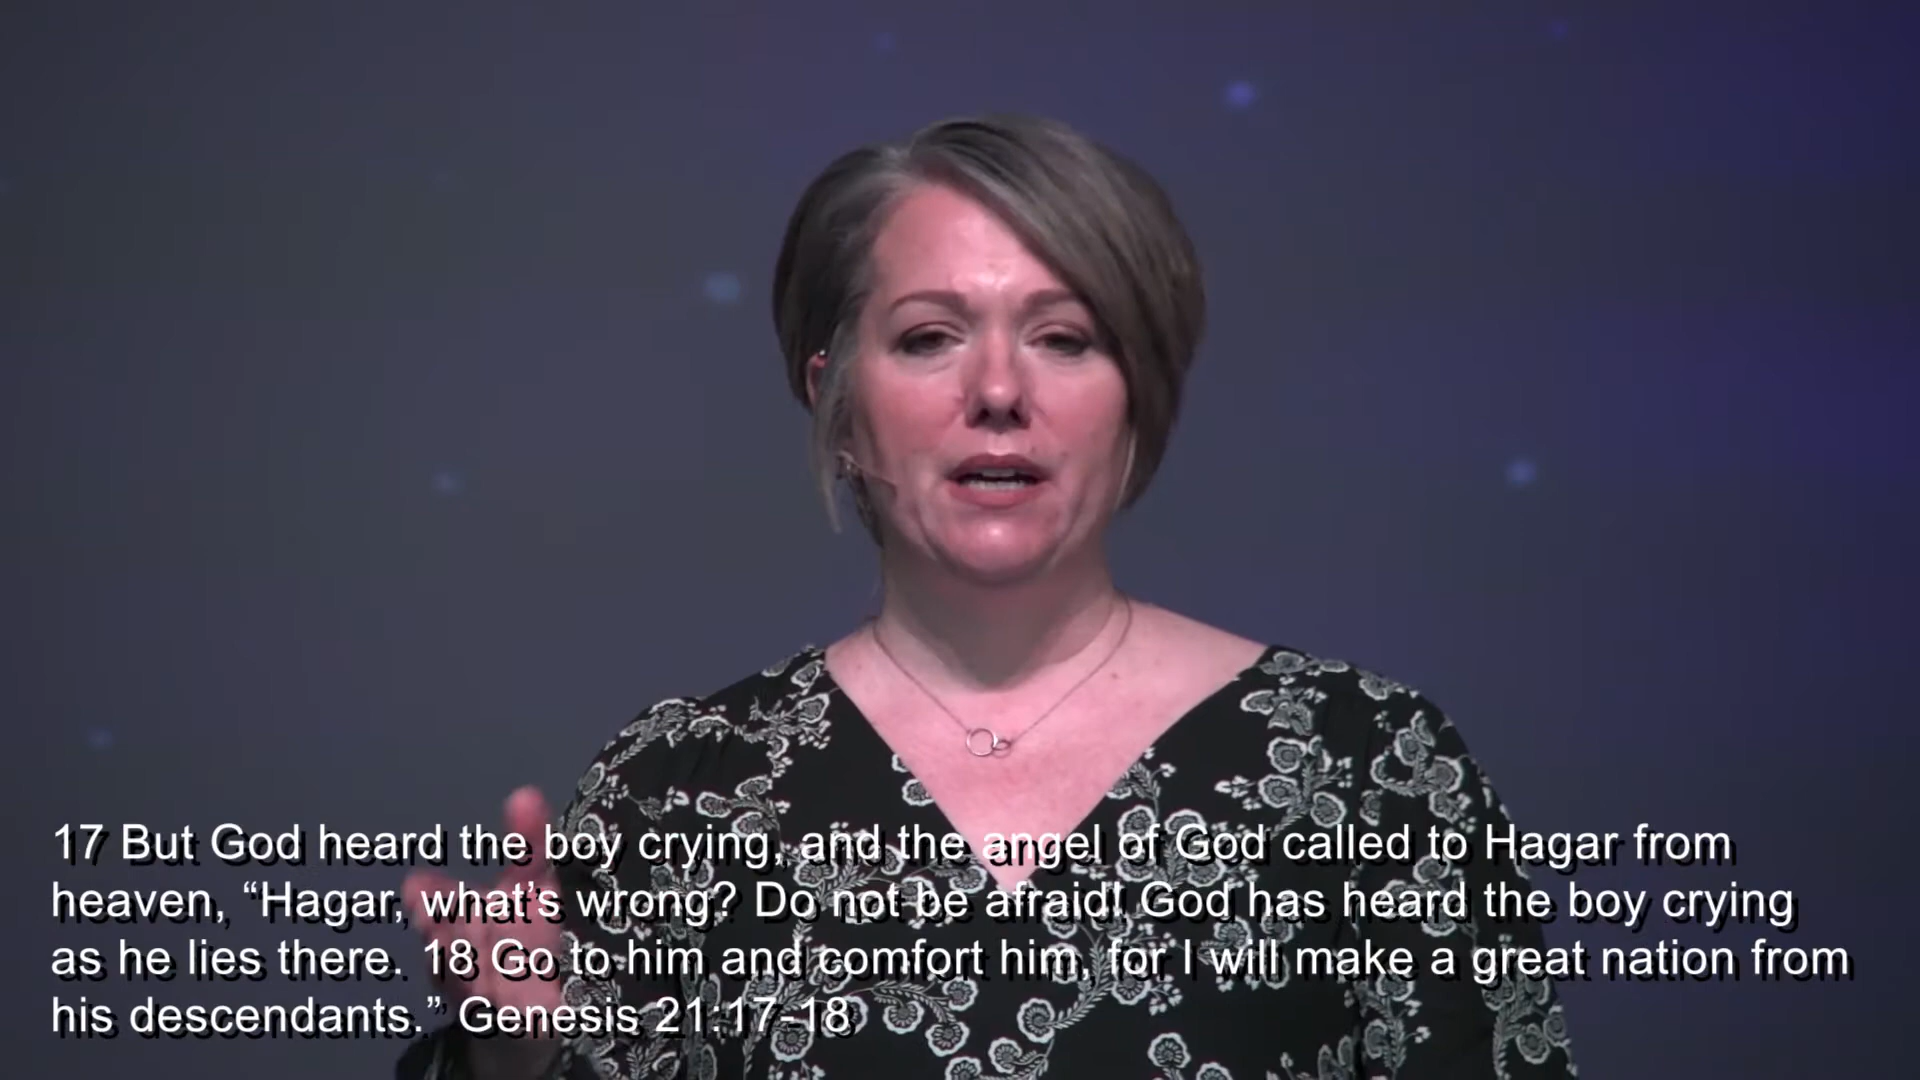 17 But God heard the boy crying, and the angel of God called to Hagar from
heaven, “Hagar, what’s wrong? Do not be afraid! God has heard the boy crying
as he lies there. 18 Go to him and comfort him, for I will make a great nation from
his descendants.” Genesis 21:17-18